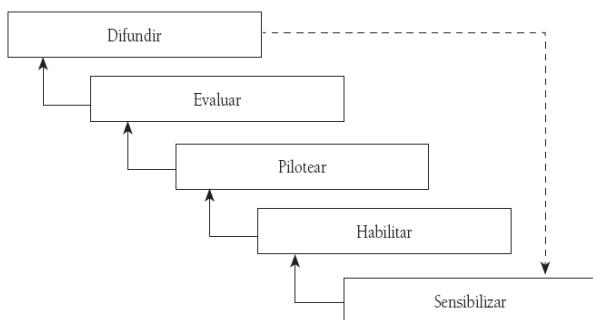 Difundir
Evaluar
Pilotear
Habilitar
Sensibilizar